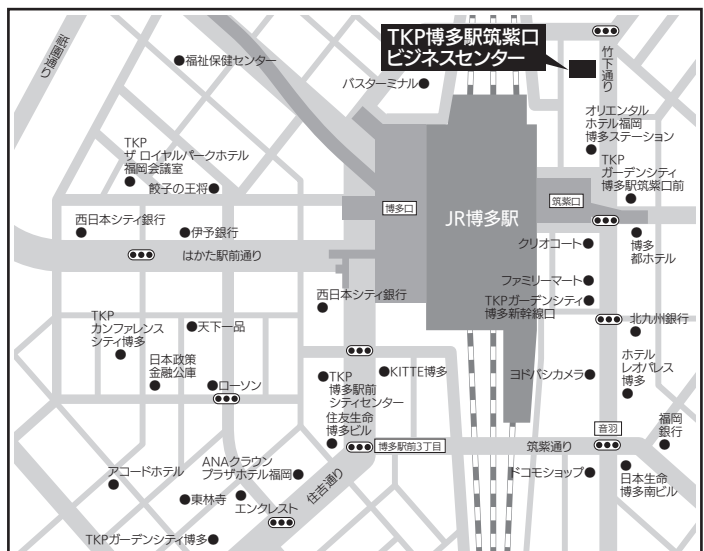 祇園通り
福祉保健センター
バスターミナル
TKP博多駅筑紫口
ビジネスセンター
竹下通り
オリエンタル
ホテル福岡
博多ステーション
TKP
ザ ロイヤルパークホテル
福岡会議室
餃子の王将
TKP
ガーデンシティ
博多駅筑紫口前
博多口
JR博多駅
筑紫口
西日本シティ銀行
伊予銀行
はかた駅前通り
クリオコート
博多
都ホテル
ファミリーマート
TKPガーデンシティ
博多新幹線口
西日本シティ銀行
北九州銀行
TKP
カンファレンス
シティ博多
天下一品
日本政策
金融公庫
ローソン
TKP
博多駅前
シティセンター
KITTE博多
ヨドバシカメラ
ホテル
レオパレス
博多
住友生命
博多ビル
博多駅前3丁目
筑紫通り
音羽
福岡
銀行
アコードホテル
ANAクラウン
プラザホテル福岡
住吉通り
ドコモショップ
日本生命
博多南ビル
東林寺
エンクレスト
TKPガーデンシティ博多